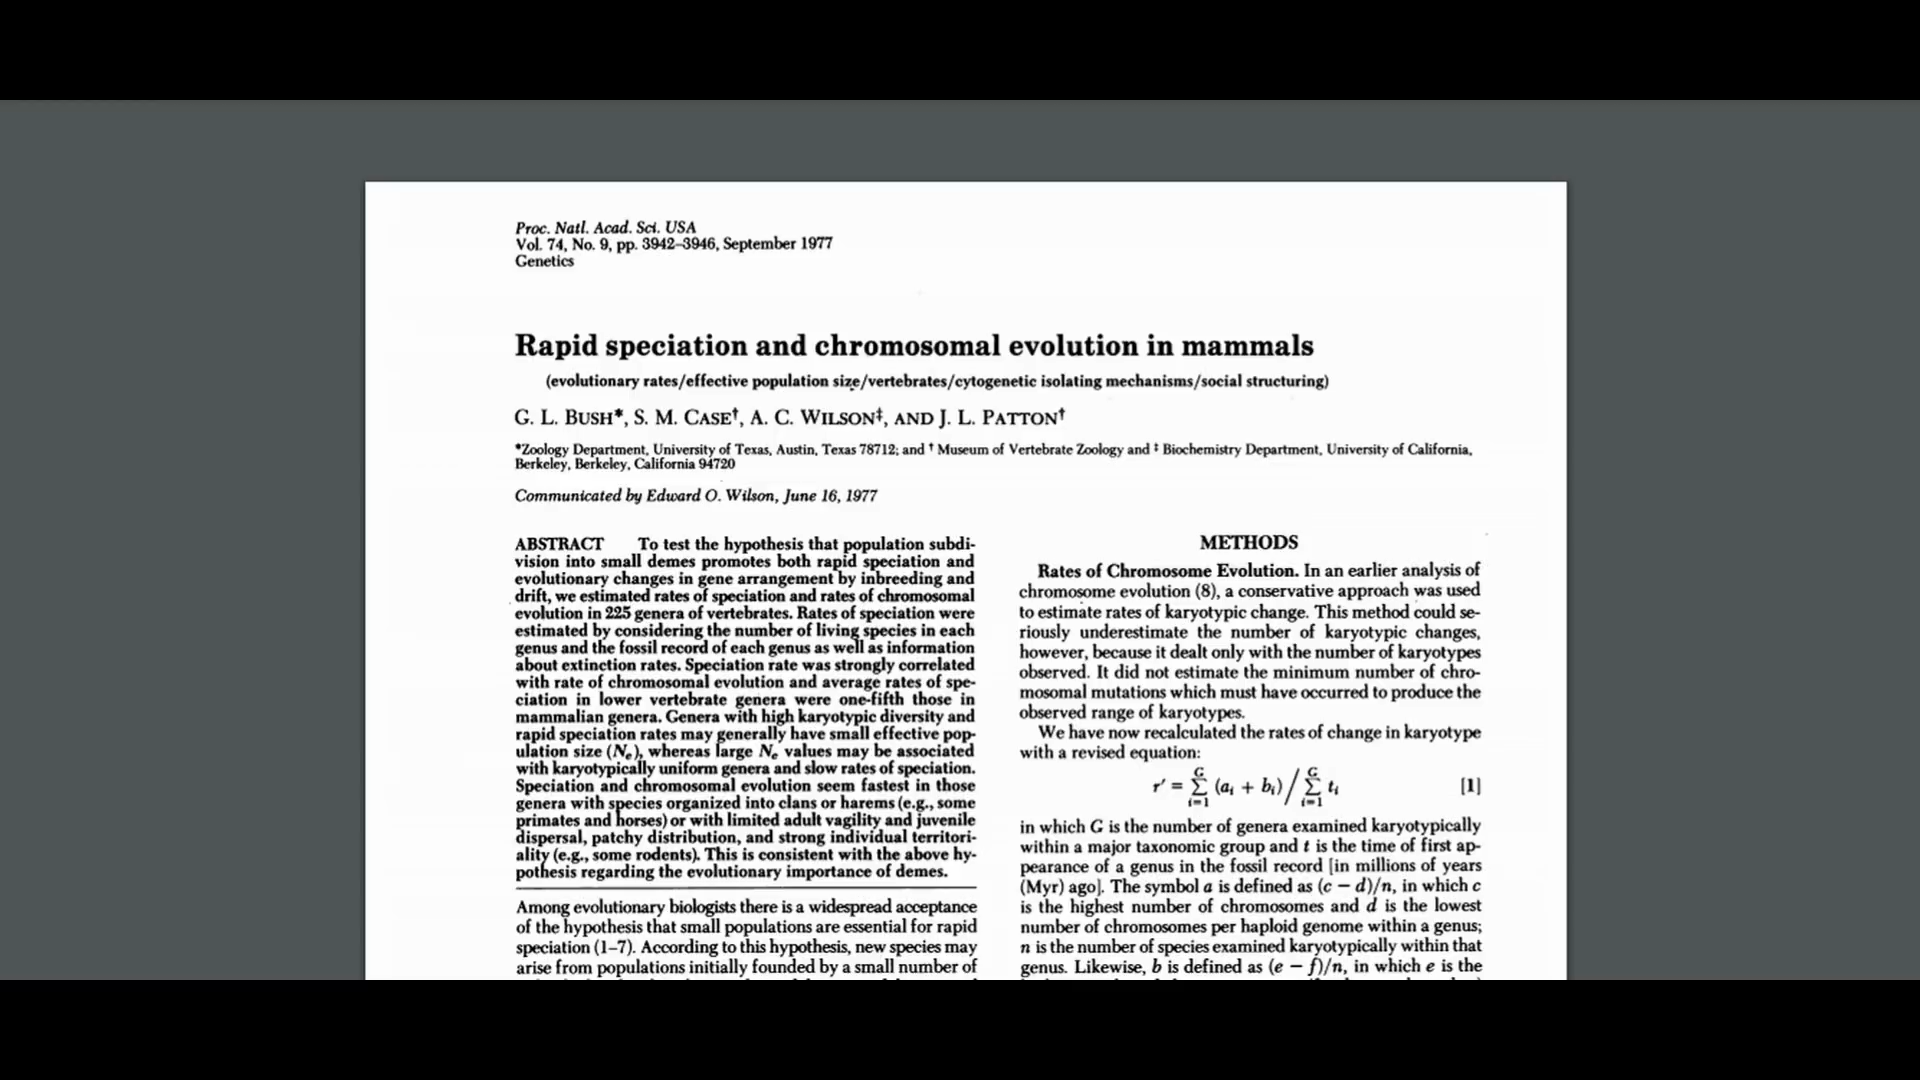 Proc. Natl. Acad. Sci. USA
Vol. 74, No. 9, pp. 3942–3946, September 1977
Genetics
Rapid speciation and chromosomal evolution in mammals
(evolutionary rates/effective population size/vertebrates/cytogenetic isolating mechanisms/social structuring)
G. L. BUSH*, S. M. CASE†, A. C. WILSON‡, AND J. L. PATTON†
*Zoology Department, University of Texas, Austin, Texas 78712; and † Museum of Vertebrate Zoology and ‡ Biochemistry Department, University of California,
Berkeley, Berkeley, California 94720
Communicated by Edward O. Wilson, June 16, 1977
ABSTRACT To test the hypothesis that population subdi-
vision into small demes promotes both rapid speciation and
evolutionary changes in gene arrangement by inbreeding and
drift, we estimated rates of speciation and rates of chromosomal
evolution in 225 genera of vertebrates. Rates of speciation were
estimated by considering the number of living species in each
genus and the fossil record of each genus as well as information
about extinction rates. Speciation rate was strongly correlated
with rate of chromosomal evolution and average rates of spe-
ciation in lower vertebrate genera were one-fifth those in
mammalian genera. Genera with high karyotypic diversity and
rapid speciation rates may generally have small effective pop-
ulation size (Ne), whereas large Ne values may be associated
with karyotypically uniform genera and slow rates of speciation.
Speciation and chromosomal evolution seem fastest in those
genera with species organized into clans or harems (e.g., some
primates and horses) or with limited adult vagility and juvenile
dispersal, patchy distribution, and strong individual territori-
ality (e.g., some rodents). This is consistent with the above hy-
pothesis regarding the evolutionary importance of demes.
Among evolutionary biologists there is a widespread acceptance
of the hypothesis that small populations are essential for rapid
speciation (1–7). According to this hypothesis, new species may
arise from populations initially founded by a small number of
METHODS
Rates of Chromosome Evolution. In an earlier analysis of
chromosome evolution (8), a conservative approach was used
to estimate rates of karyotypic change. This method could se-
riously underestimate the number of karyotypic changes,
however, because it dealt only with the number of karyotypes
observed. It did not estimate the minimum number of chro-
mosomal mutations which must have occurred to produce the
observed range of karyotypes.
We have now recalculated the rates of change in karyotype
with a revised equation:
r′ = G∑i=1 (ai + bi) / G∑i=1 ti [1]
in which G is the number of genera examined karyotypically
within a major taxonomic group and t is the time of first ap-
pearance of a genus in the fossil record [in millions of years
(Myr) ago]. The symbol a is defined as (c − d)/n, in which c
is the highest number of chromosomes and d is the lowest
number of chromosomes per haploid genome within a genus;
n is the number of species examined karyotypically within that
genus. Likewise, b is defined as (e − f)/n, in which e is the